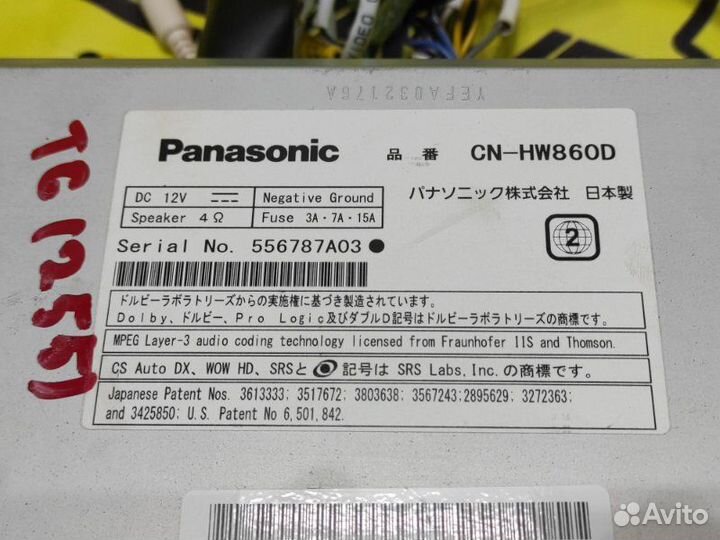 VIDEO
YEFA032176A
TG 12551
Panasonic 品番 CN-HW860D
DC 12V Negative Ground
Speaker 4Ω Fuse 3A・7A・15A
パナソニック株式会社 日本製
Serial No. 556787A03●
2
ドルビーラボラトリーズからの実施権に基づき製造されています。
Dolby、ドルビー、Pro Logic及びダブルD記号はドルビーラボラトリーズの商標です。
MPEG Layer-3 audio coding technology licensed from Fraunhofer IIS and Thomson.
CS Auto DX、WOW HD、SRSと 記号は SRS Labs, Inc. の商標です。
Japanese Patent Nos. 3613333; 3517672; 3803638; 3567243;2895629; 3272363;
and 3425850; U.S. Patent No 6,501,842.
Avito